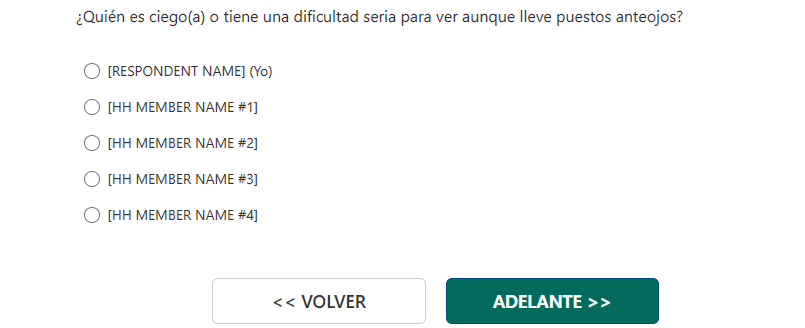 ¿Quién es ciego(a) o tiene una dificultad seria para ver aunque lleve puestos anteojos?
[RESPONDENT NAME] (Yo)
[HH MEMBER NAME #1]
[HH MEMBER NAME #2]
[HH MEMBER NAME #3]
[HH MEMBER NAME #4]
<< VOLVER
ADELANTE >>